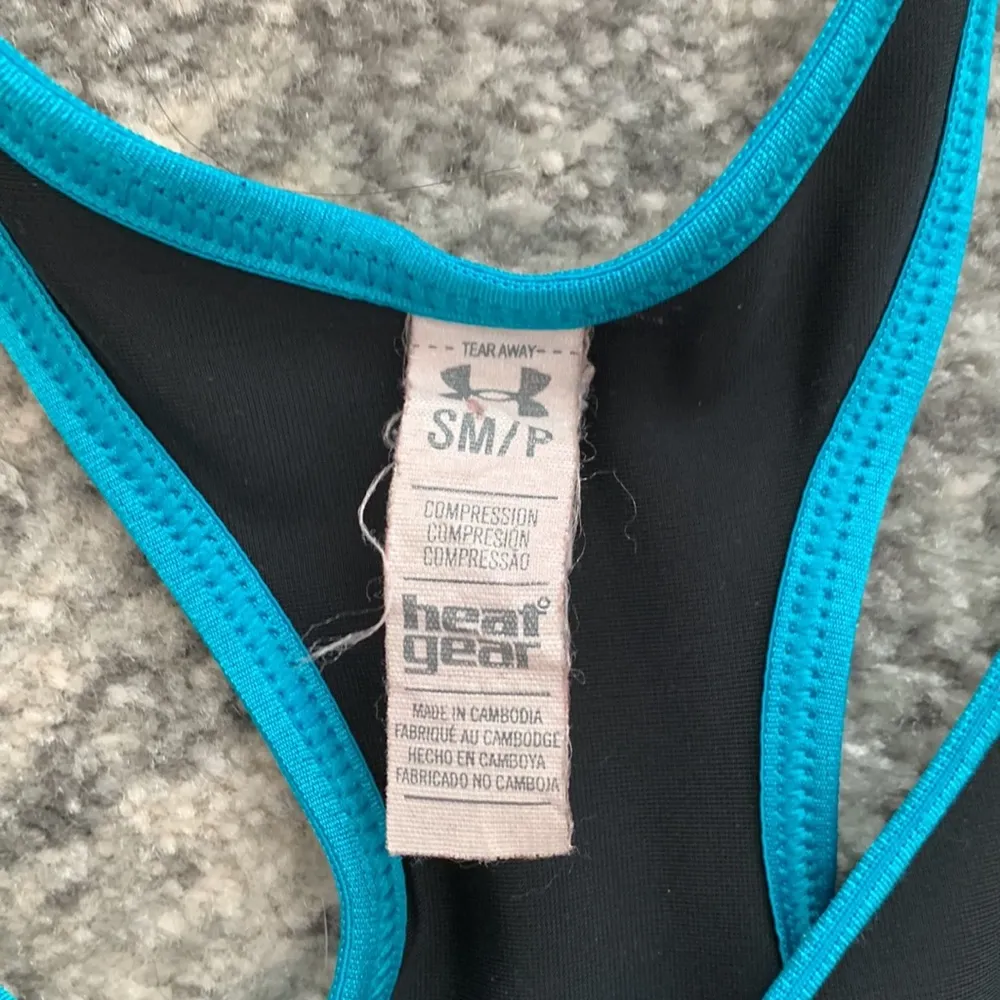 TEAR AWAY
SM/P
COMPRESSION
COMPRESIÓN
COMPRESSÃO
heat
gear
MADE IN CAMBODIA
FABRIQUÉ AU CAMBODGE
HECHO EN CAMBOYA
FABRICADO NO CAMBOJA